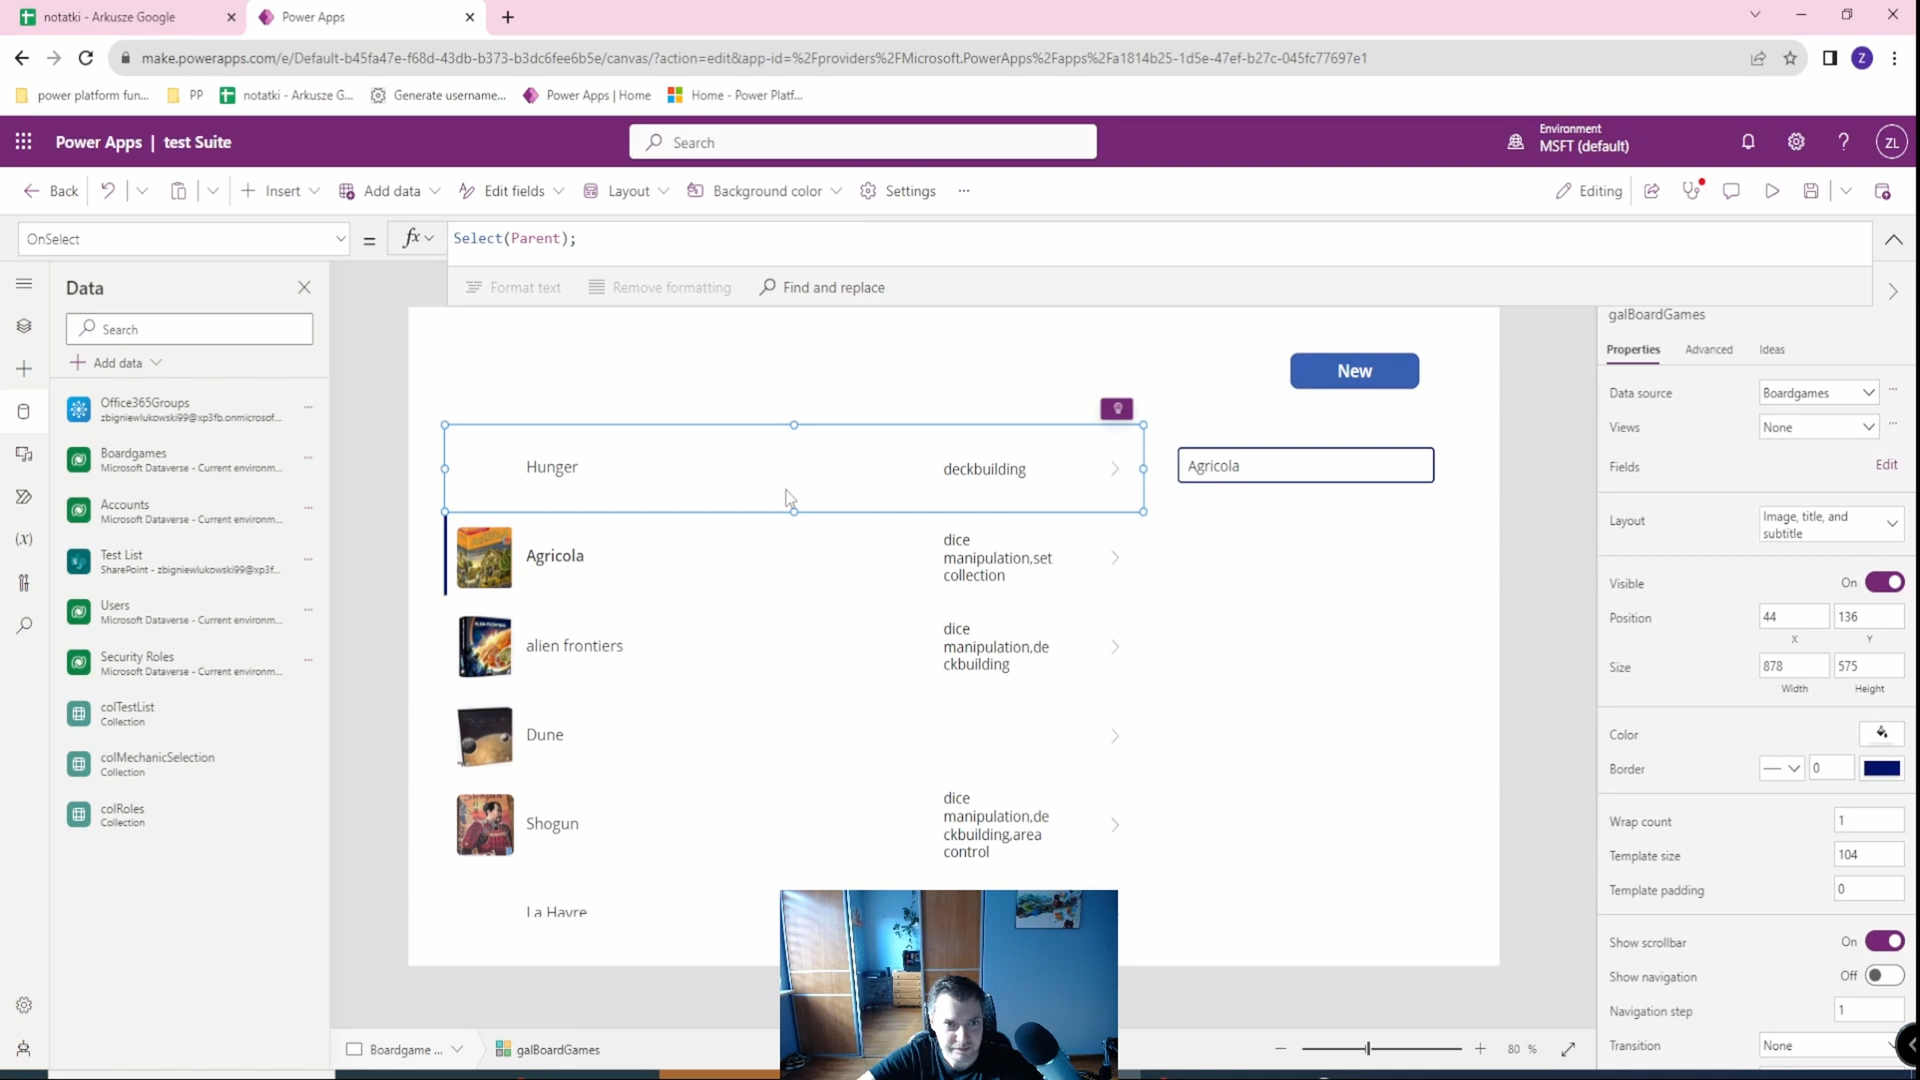 notatki - Arkusze Google
Power Apps
make.powerapps.com/e/Default-b45fa47e-f68d-43db-b373-b3dc6fee6b5e/canvas/?action=edit&app-id=%2Fproviders%2FMicrosoft.PowerApps%2Fapps%2Fa1814b25-1d5e-47ef-b27c-045fc77697e1
Z
power platform fun...
PP
notatki - Arkusze G...
Generate username...
Power Apps | Home
Home - Power Platf...
Power Apps | test Suite
Search
Environment
MSFT (default)
ZL
Back
Insert
Add data
Edit fields
Layout
Background color
Settings
...
Editing
OnSelect
=
fx
Select(Parent);
Format text
Remove formatting
Find and replace
Data
Search
Add data
Office365Groups
zbigniewlukowski99@xp3fb.onmicrosof...
Boardgames
Microsoft Dataverse - Current environm...
Accounts
Microsoft Dataverse - Current environm...
Test List
SharePoint - zbigniewlukowski99@xp3f...
Users
Microsoft Dataverse - Current environm...
Security Roles
Microsoft Dataverse - Current environm...
colTestList
Collection
colMechanicSelection
Collection
colRoles
Collection
New
Hunger
deckbuilding
Agricola
Agricola
dice
manipulation,set
collection
alien frontiers
dice
manipulation,de
ckbuilding
Dune
Shogun
dice
manipulation,de
ckbuilding,area
control
La Havre
galBoardGames
Properties
Advanced
Ideas
Data source
Boardgames
Views
None
Fields
Edit
Layout
Image, title, and
subtitle
Visible
On
Position
44
136
X
Y
Size
878
575
Width
Height
Color
Border
0
Wrap count
1
Template size
104
Template padding
0
Show scrollbar
On
Show navigation
Off
Navigation step
1
Transition
None
Boardgame ...
galBoardGames
80 %